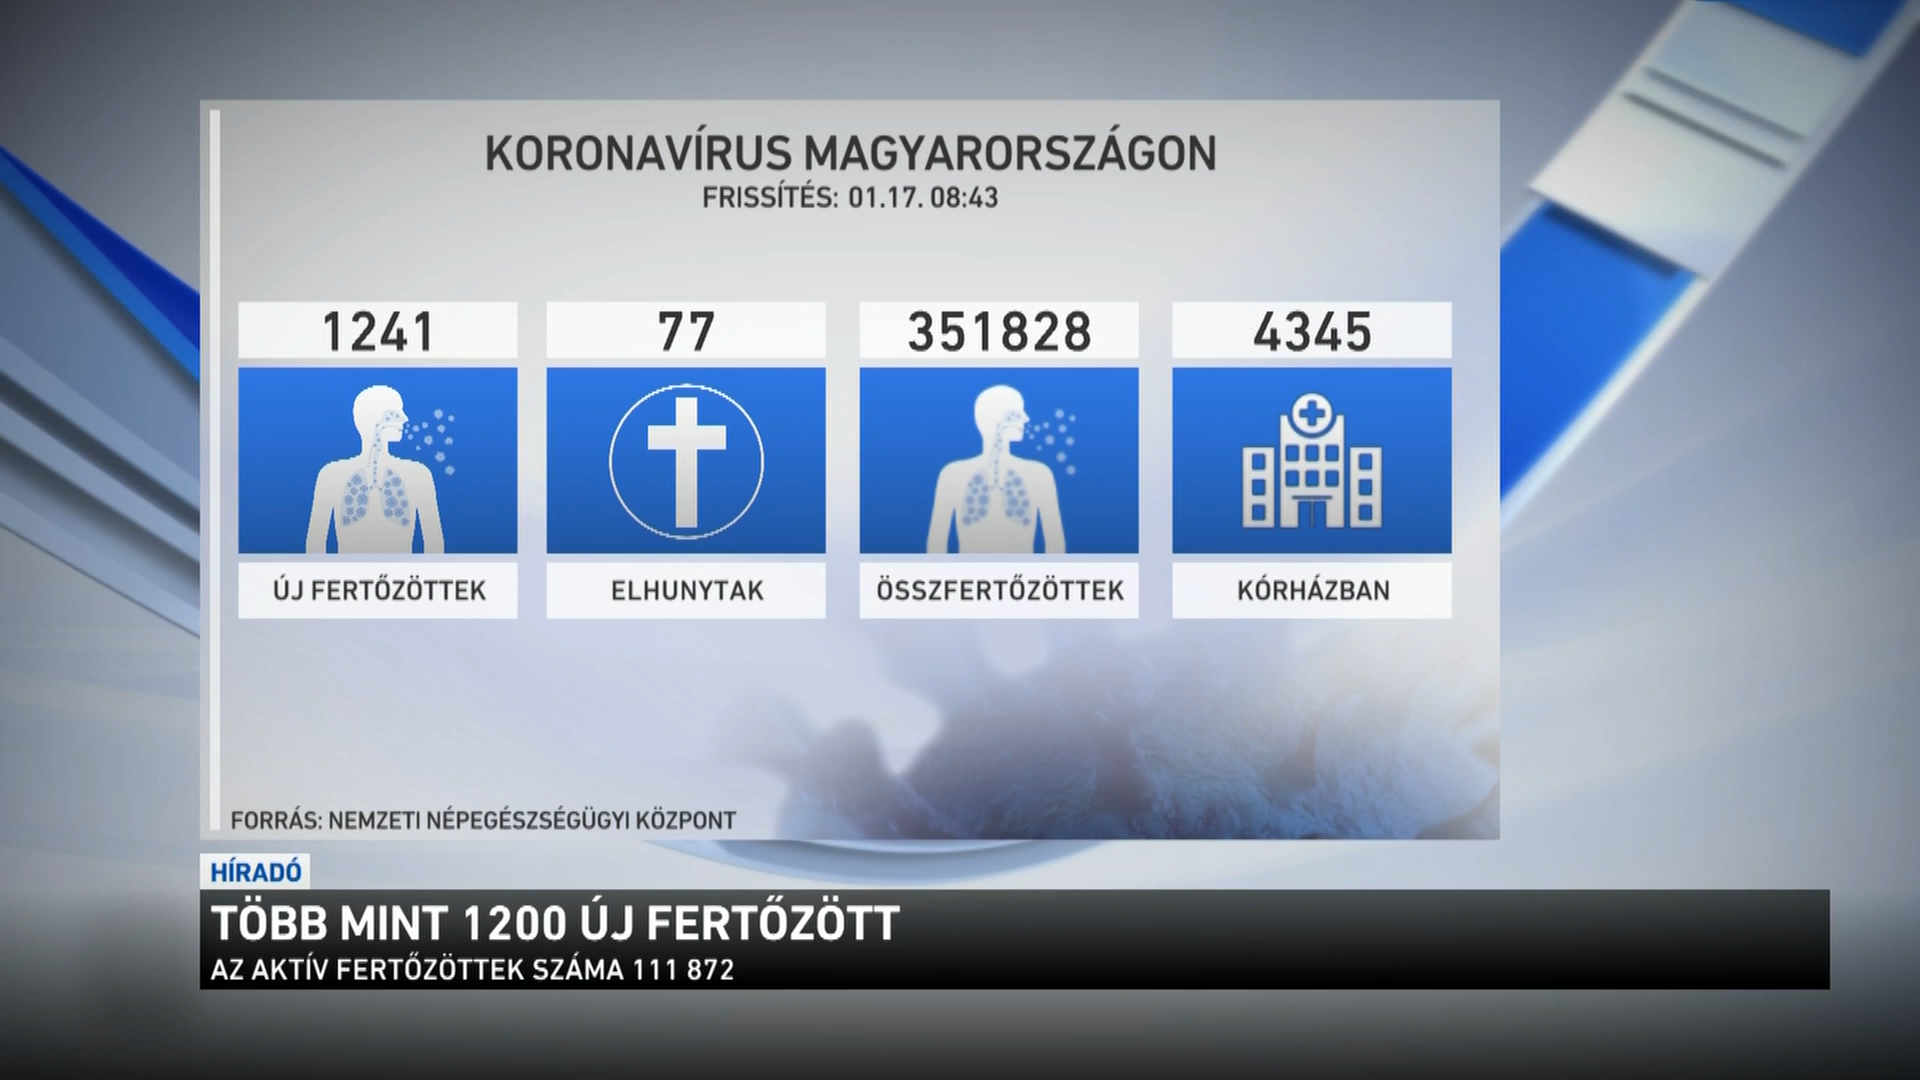 KORONAVÍRUS MAGYARORSZÁGON
FRISSÍTÉS: 01.17. 08:43
1241
77
351828
4345
ÚJ FERTŐZÖTTEK
ELHUNYTAK
ÖSSZFERTŐZÖTTEK
KÓRHÁZBAN
FORRÁS: NEMZETI NÉPEGÉSZSÉGÜGYI KÖZPONT
HÍRADÓ
TÖBB MINT 1200 ÚJ FERTŐZÖTT
AZ AKTÍV FERTŐZÖTTEK SZÁMA 111 872